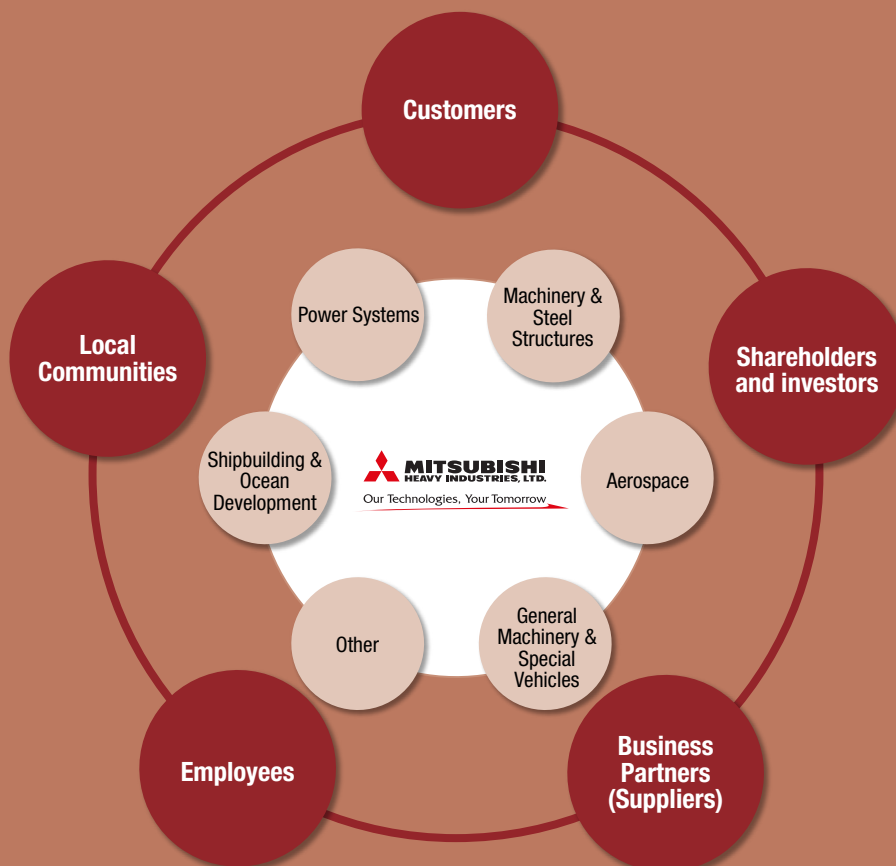 Customers
Local
Communities
Power Systems
Machinery &
Steel
Structures
Shareholders
and investors
Shipbuilding &
Ocean
Development
MITSUBISHI
HEAVY INDUSTRIES, LTD.
Our Technologies, Your Tomorrow
Aerospace
Other
General
Machinery &
Special
Vehicles
Employees
Business
Partners
(Suppliers)